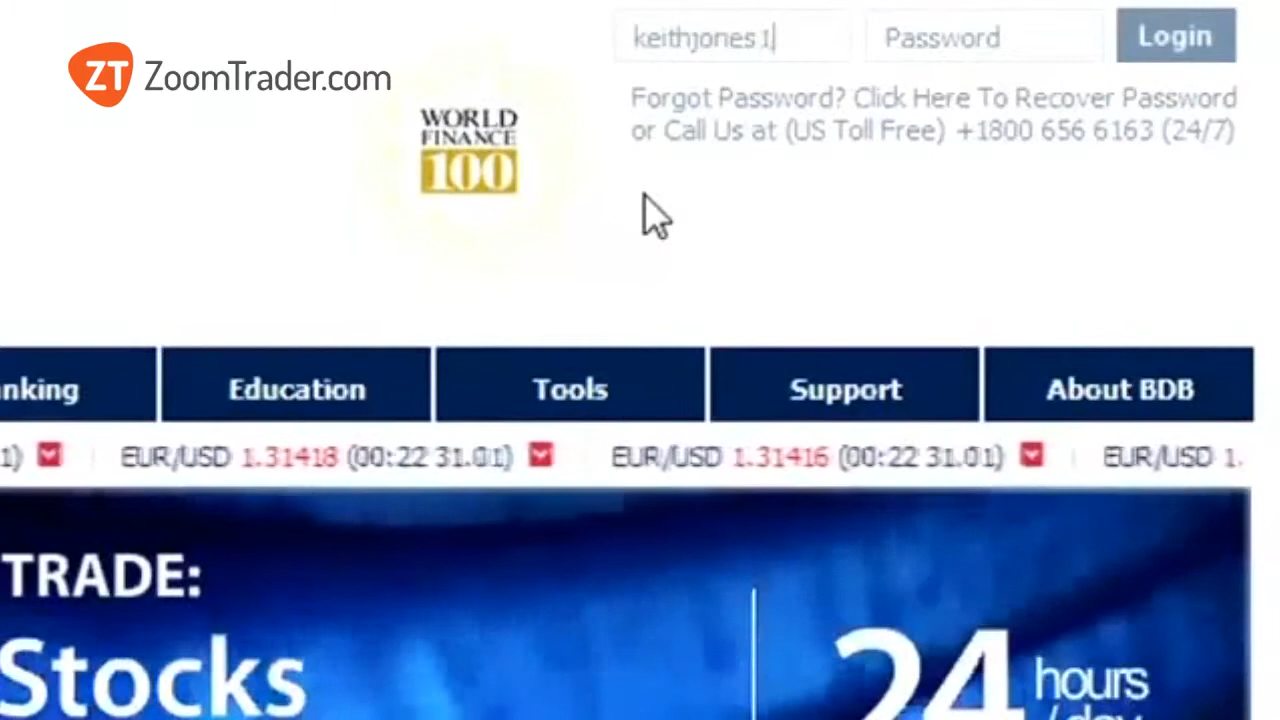 keithjones1 Password Login
ZT ZoomTrader.com
Forgot Password? Click Here To Recover Password
or Call Us at (US Toll Free) +1800 656 6163 (24/7)
WORLD
FINANCE
100
nking Education Tools Support About BDB
1) EUR/USD 1.31418 (00:22 31.01) EUR/USD 1.31416 (00:22 31.01) EUR/USD 1.
TRADE:
Stocks
24 hours
/day